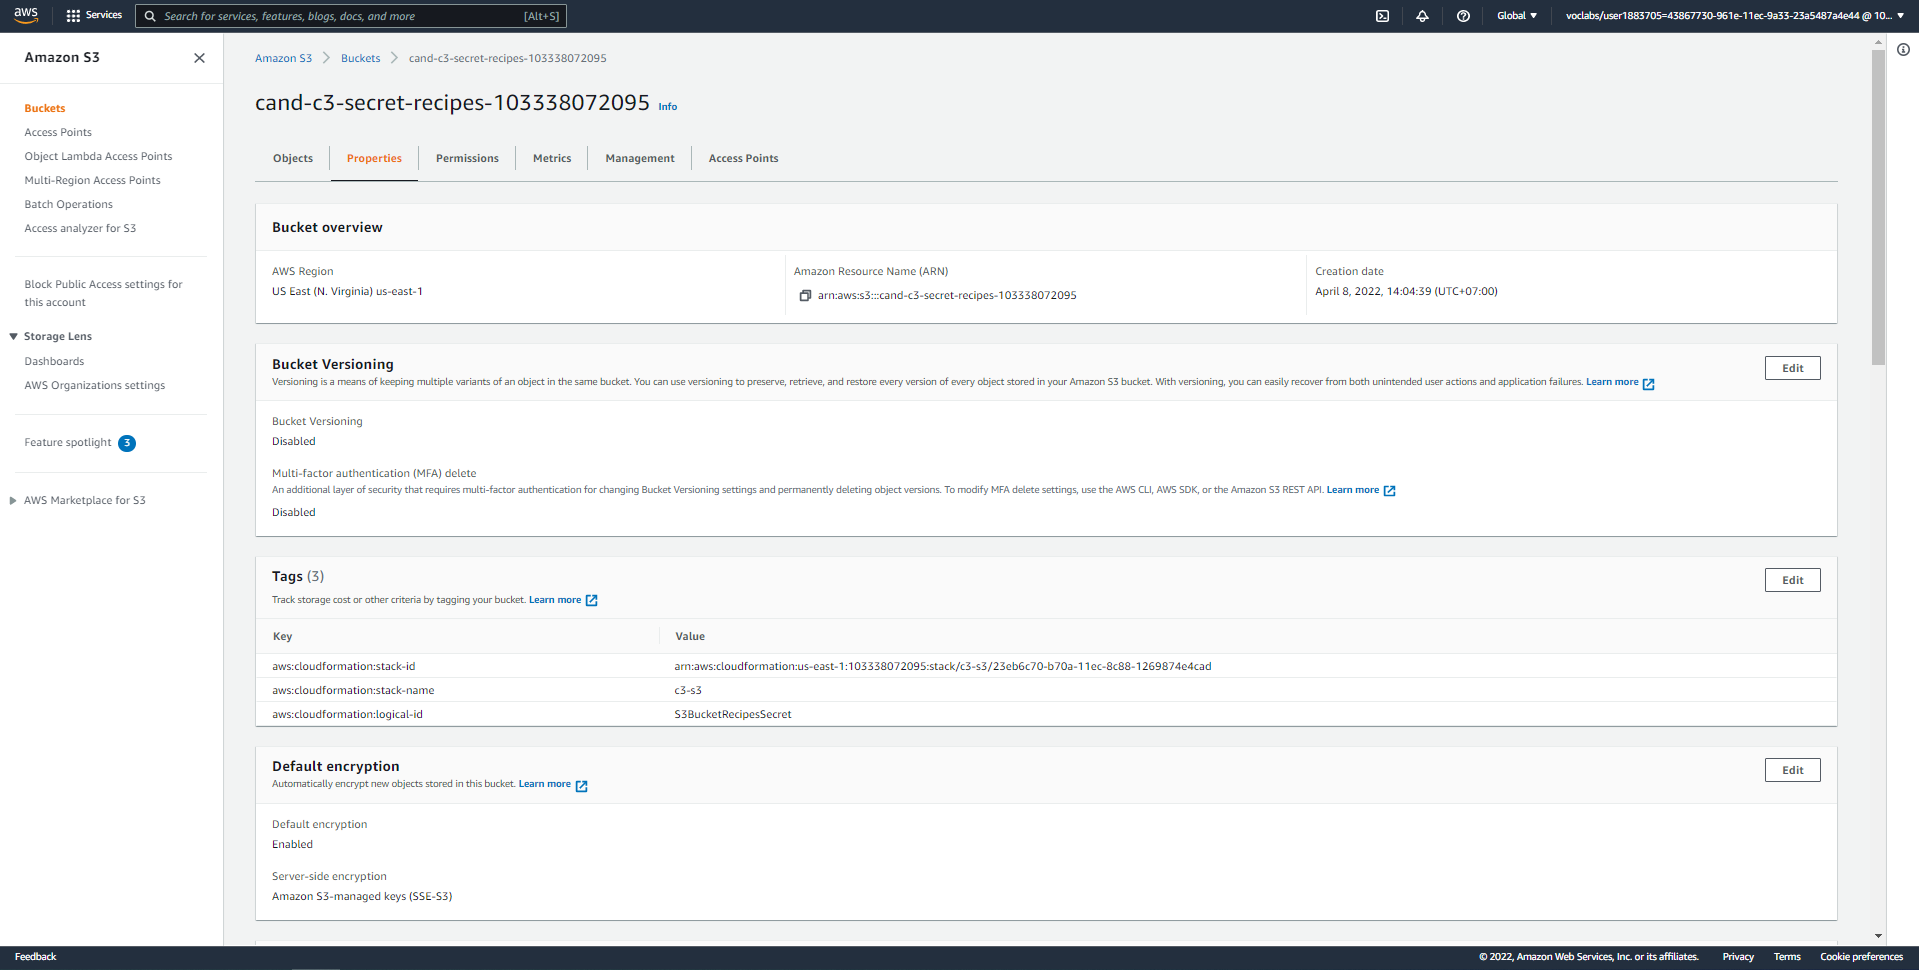 aws Services Search for services, features, blogs, docs, and more [Alt+S] Global voclabs/user1883705=43867730-961e-11ec-9a33-23a5487a4e44 @ 10...
Amazon S3
Buckets
Access Points
Object Lambda Access Points
Multi-Region Access Points
Batch Operations
Access analyzer for S3
Block Public Access settings for
this account
Storage Lens
Dashboards
AWS Organizations settings
Feature spotlight 3
AWS Marketplace for S3
Amazon S3 Buckets cand-c3-secret-recipes-103338072095
cand-c3-secret-recipes-103338072095 Info
Objects Properties Permissions Metrics Management Access Points
Bucket overview
AWS Region
US East (N. Virginia) us-east-1
Amazon Resource Name (ARN)
arn:aws:s3:::cand-c3-secret-recipes-103338072095
Creation date
April 8, 2022, 14:04:39 (UTC+07:00)
Bucket Versioning
Edit
Versioning is a means of keeping multiple variants of an object in the same bucket. You can use versioning to preserve, retrieve, and restore every version of every object stored in your Amazon S3 bucket. With versioning, you can easily recover from both unintended user actions and application failures. Learn more
Bucket Versioning
Disabled
Multi-factor authentication (MFA) delete
An additional layer of security that requires multi-factor authentication for changing Bucket Versioning settings and permanently deleting object versions. To modify MFA delete settings, use the AWS CLI, AWS SDK, or the Amazon S3 REST API. Learn more
Disabled
Tags (3)
Edit
Track storage cost or other criteria by tagging your bucket. Learn more
Key Value
aws:cloudformation:stack-id arn:aws:cloudformation:us-east-1:103338072095:stack/c3-s3/23eb6c70-b70a-11ec-8c88-1269874e4cad
aws:cloudformation:stack-name c3-s3
aws:cloudformation:logical-id S3BucketRecipesSecret
Default encryption
Edit
Automatically encrypt new objects stored in this bucket. Learn more
Default encryption
Enabled
Server-side encryption
Amazon S3-managed keys (SSE-S3)
Feedback © 2022, Amazon Web Services, Inc. or its affiliates. Privacy Terms Cookie preferences